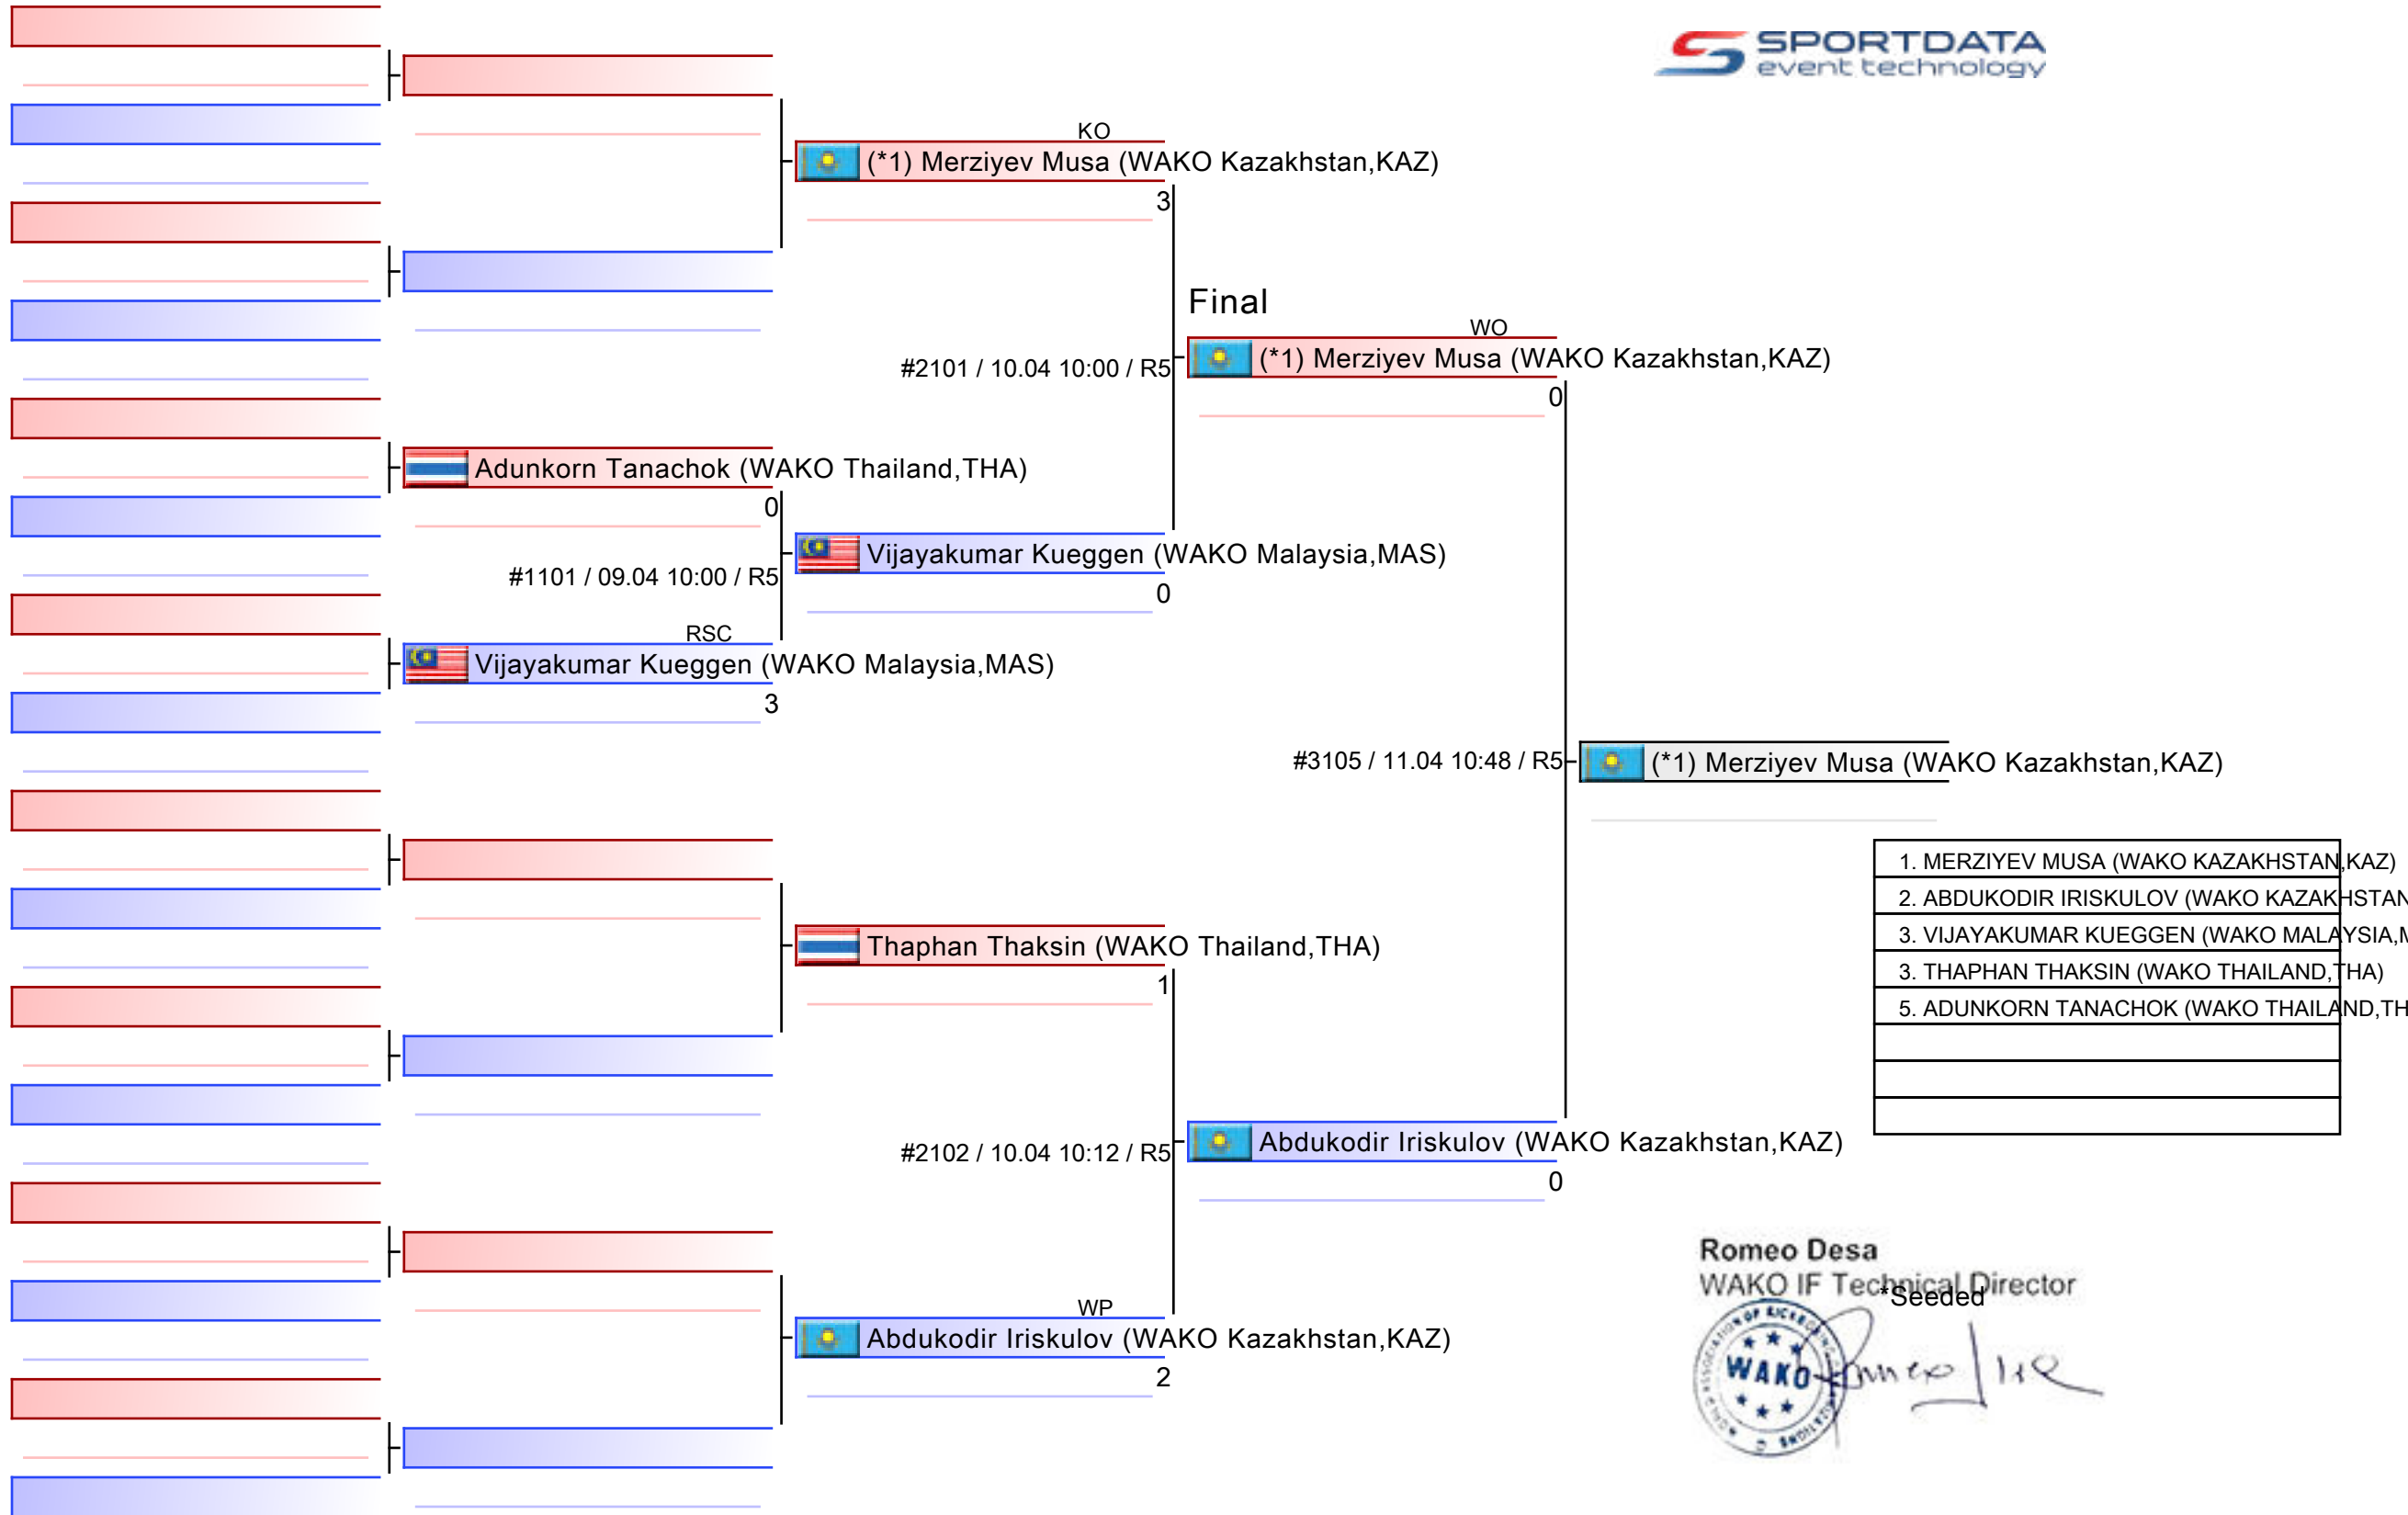 SPORTDATA
event technology
KO
(*1) Merziyev Musa (WAKO Kazakhstan,KAZ)
3
Final
WO
#2101 / 10.04 10:00 / R5
(*1) Merziyev Musa (WAKO Kazakhstan,KAZ)
0
Adunkorn Tanachok (WAKO Thailand,THA)
0
Vijayakumar Kueggen (WAKO Malaysia,MAS)
#1101 / 09.04 10:00 / R5
0
RSC
Vijayakumar Kueggen (WAKO Malaysia,MAS)
3
#3105 / 11.04 10:48 / R5
(*1) Merziyev Musa (WAKO Kazakhstan,KAZ)
1. MERZIYEV MUSA (WAKO KAZAKHSTAN,KAZ)
2. ABDUKODIR IRISKULOV (WAKO KAZAKHSTAN
3. VIJAYAKUMAR KUEGGEN (WAKO MALAYSIA,M
3. THAPHAN THAKSIN (WAKO THAILAND,THA)
5. ADUNKORN TANACHOK (WAKO THAILAND,TH
Thaphan Thaksin (WAKO Thailand,THA)
1
#2102 / 10.04 10:12 / R5
Abdukodir Iriskulov (WAKO Kazakhstan,KAZ)
0
WP
Abdukodir Iriskulov (WAKO Kazakhstan,KAZ)
2
Romeo Desa
WAKO IF Technical Director
*Seeded
WAKO